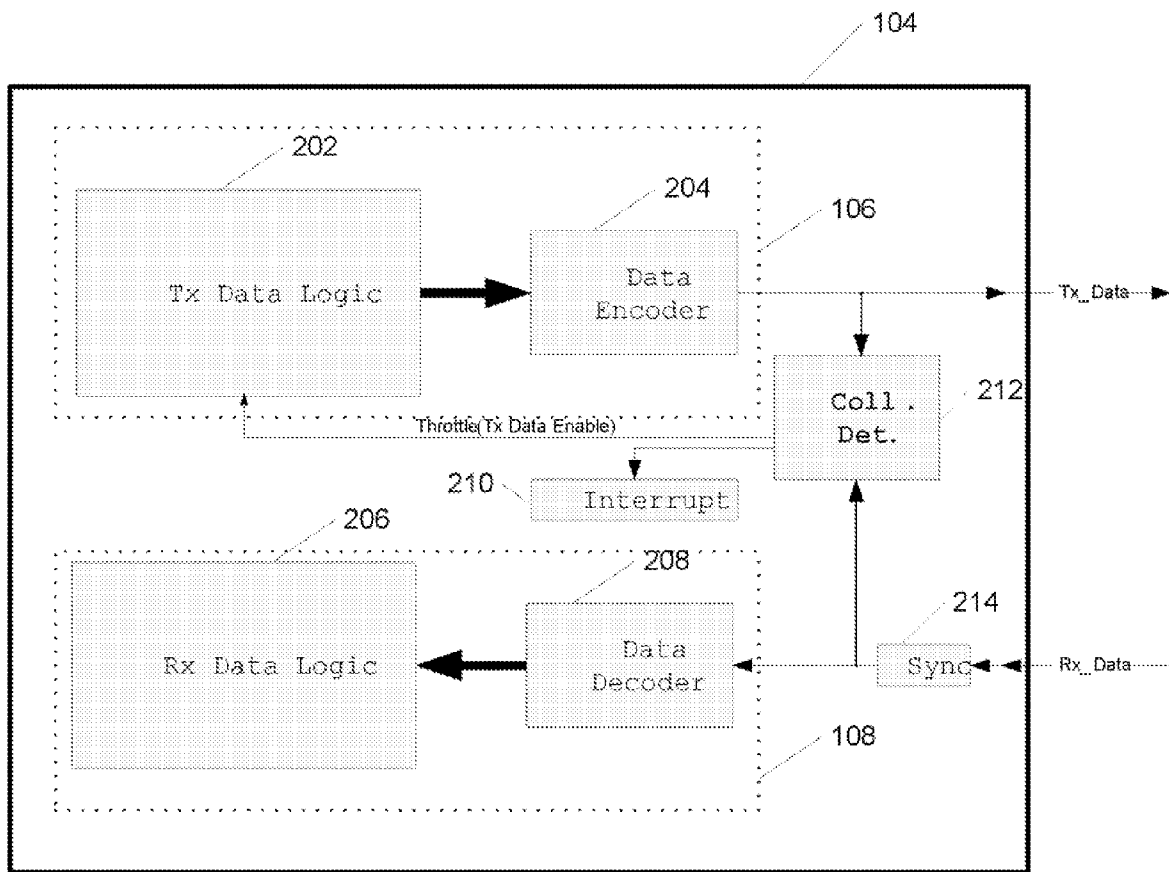 104
202
204
106
Tx Data Logic
Data
Encoder
Tx_Data
212
Coll.
Det.
Throttle(Tx Data Enable)
210
Interrupt
206
208
214
Rx Data Logic
Data
Decoder
Sync
Rx_Data
108